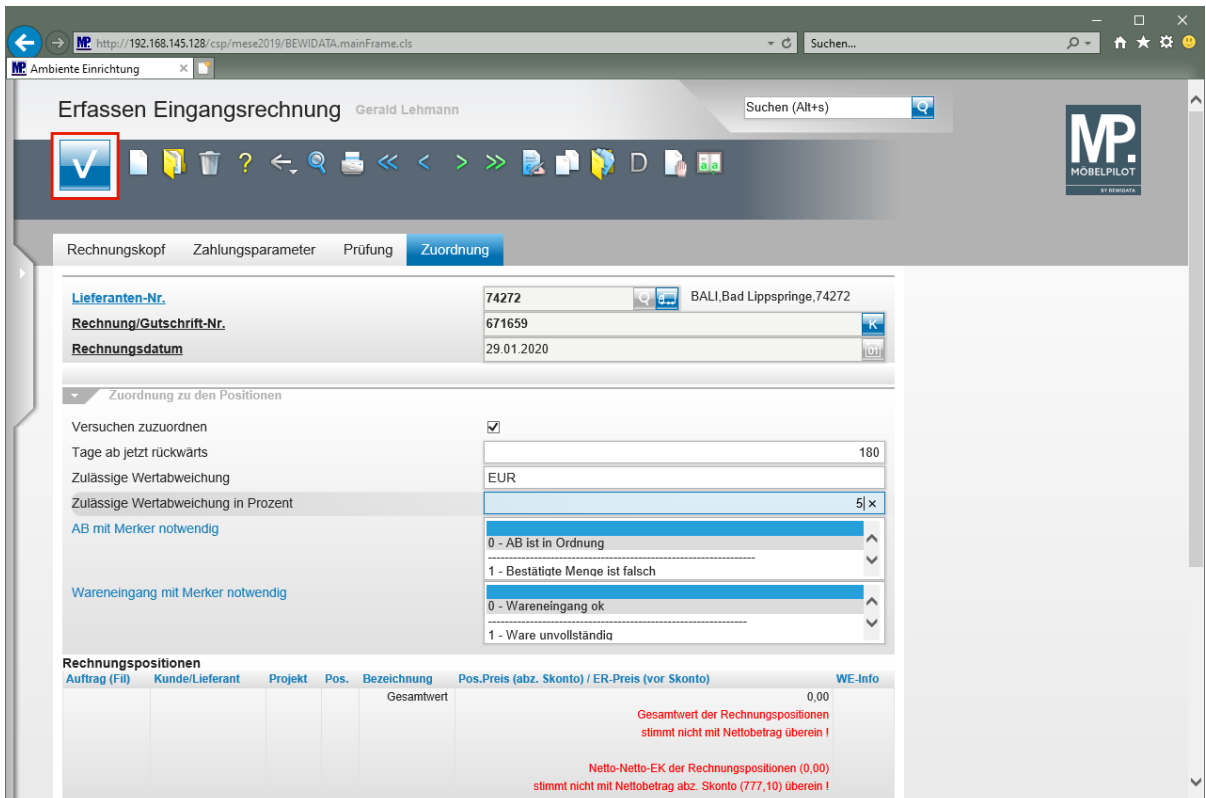 http://192.168.145.128/csp/mese2019/BEWIDATA.mainFrame.cls
Suchen...
MP. Ambiente Einrichtung
Erfassen Eingangsrechnung Gerald Lehmann
Suchen (Alt+s)
MP.
MÖBELPILOT
BY BEWIDATA
? D aa
Rechnungskopf Zahlungsparameter Prüfung Zuordnung
Lieferanten-Nr. 74272 BALI,Bad Lippspringe,74272
Rechnung/Gutschrift-Nr. 671659 K
Rechnungsdatum 29.01.2020 01
Zuordnung zu den Positionen
Versuchen zuzuordnen
Tage ab jetzt rückwärts 180
Zulässige Wertabweichung EUR
Zulässige Wertabweichung in Prozent 5
AB mit Merker notwendig
0 - AB ist in Ordnung
1 - Bestätigte Menge ist falsch
Wareneingang mit Merker notwendig
0 - Wareneingang ok
1 - Ware unvollständig
Rechnungspositionen
Auftrag (Fil) Kunde/Lieferant Projekt Pos. Bezeichnung Pos.Preis (abz. Skonto) / ER-Preis (vor Skonto) WE-Info
Gesamtwert 0,00
Gesamtwert der Rechnungspositionen
stimmt nicht mit Nettobetrag überein !
Netto-Netto-EK der Rechnungspositionen (0,00)
stimmt nicht mit Nettobetrag abz. Skonto (777,10) überein !